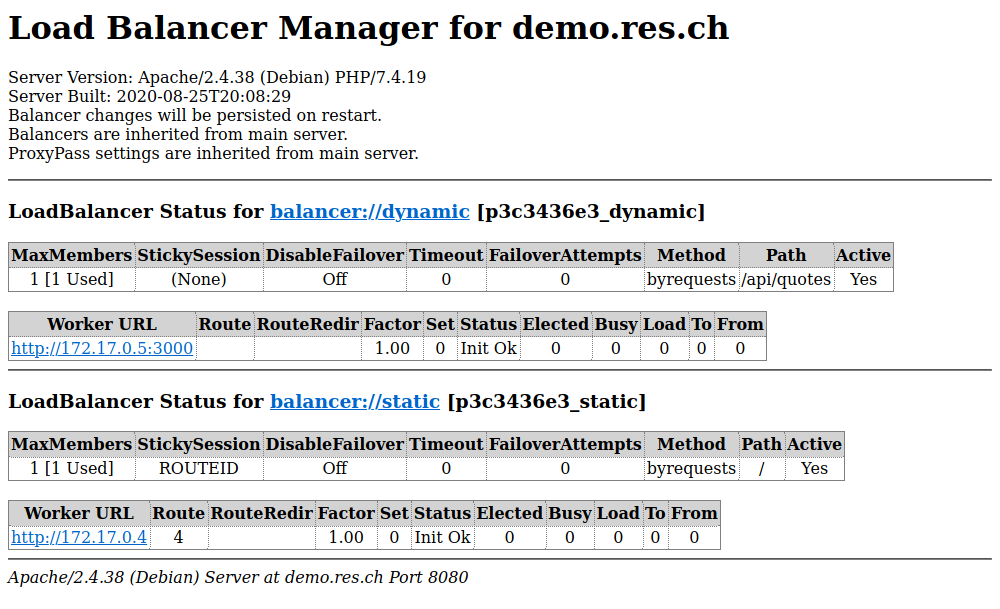 Load Balancer Manager for demo.res.ch
Server Version: Apache/2.4.38 (Debian) PHP/7.4.19
Server Built: 2020-08-25T20:08:29
Balancer changes will be persisted on restart.
Balancers are inherited from main server.
ProxyPass settings are inherited from main server.
LoadBalancer Status for balancer://dynamic [p3c3436e3_dynamic]
MaxMembers StickySession DisableFailover Timeout FailoverAttempts Method Path Active
1 [1 Used] (None) Off 0 0 byrequests /api/quotes Yes
Worker URL Route RouteRedir Factor Set Status Elected Busy Load To From
http://172.17.0.5:3000 1.00 0 Init Ok 0 0 0 0 0
LoadBalancer Status for balancer://static [p3c3436e3_static]
MaxMembers StickySession DisableFailover Timeout FailoverAttempts Method Path Active
1 [1 Used] ROUTEID Off 0 0 byrequests / Yes
Worker URL Route RouteRedir Factor Set Status Elected Busy Load To From
http://172.17.0.4 4 1.00 0 Init Ok 0 0 0 0 0
Apache/2.4.38 (Debian) Server at demo.res.ch Port 8080